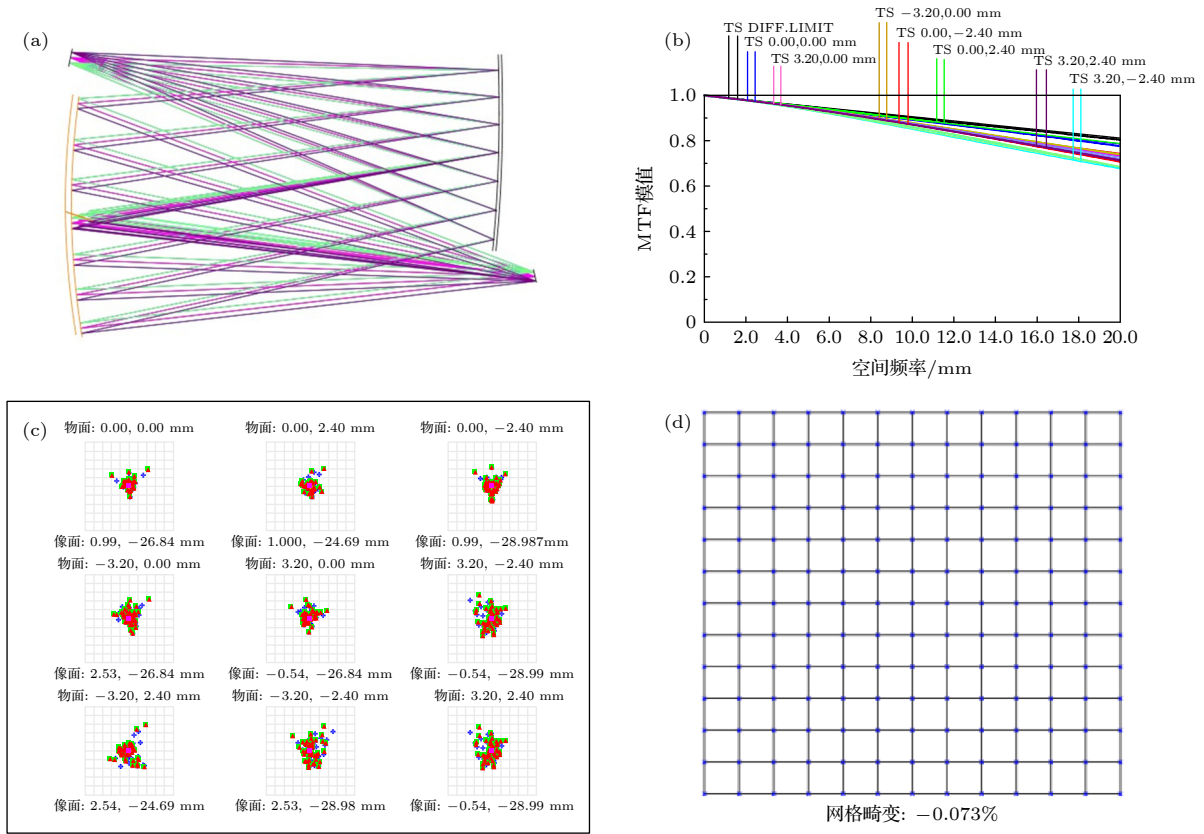 (a)
(b)
TS DIFF.LIMIT
TS 0.00,0.00 mm
TS 3.20,0.00 mm
TS −3.20,0.00 mm
TS 0.00,−2.40 mm
TS 0.00,2.40 mm
TS 3.20,2.40 mm
TS 3.20,−2.40 mm
1.0
0.8
0.6
0.4
0.2
0
MTF模值
0 2.0 4.0 6.0 8.0 10.0 12.0 14.0 16.0 18.0 20.0
空间频率/mm
(c)
物面: 0.00, 0.00 mm 物面: 0.00, 2.40 mm 物面: 0.00, −2.40 mm
像面: 0.99, −26.84 mm 像面: 1.000, −24.69 mm 像面: 0.99, −28.987mm
物面: −3.20, 0.00 mm 物面: 3.20, 0.00 mm 物面: 3.20, −2.40 mm
像面: 2.53, −26.84 mm 像面: −0.54, −26.84 mm 像面: −0.54, −28.99 mm
物面: −3.20, 2.40 mm 物面: −3.20, −2.40 mm 物面: 3.20, 2.40 mm
像面: 2.54, −24.69 mm 像面: 2.53, −28.98 mm 像面: −0.54, −28.99 mm
(d)
网格畸变: −0.073%